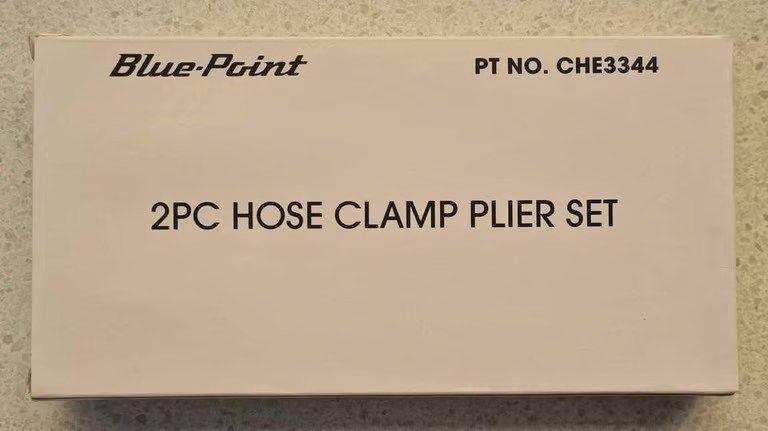 Blue-Point PT NO. CHE3344
2PC HOSE CLAMP PLIER SET